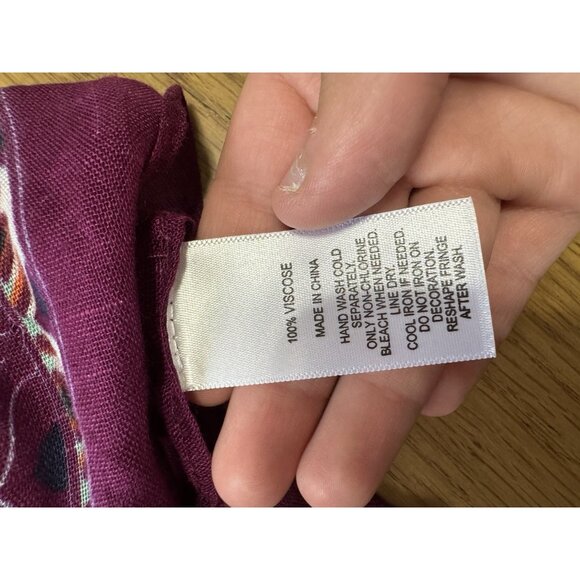 100% VISCOSE
MADE IN CHINA
HAND WASH COLD
SEPARATELY.
ONLY NON-CHLORINE
BLEACH WHEN NEEDED.
LINE DRY.
COOL IRON IF NEEDED.
DO NOT IRON ON
DECORATION.
RESHAPE FRINGE
AFTER WASH.